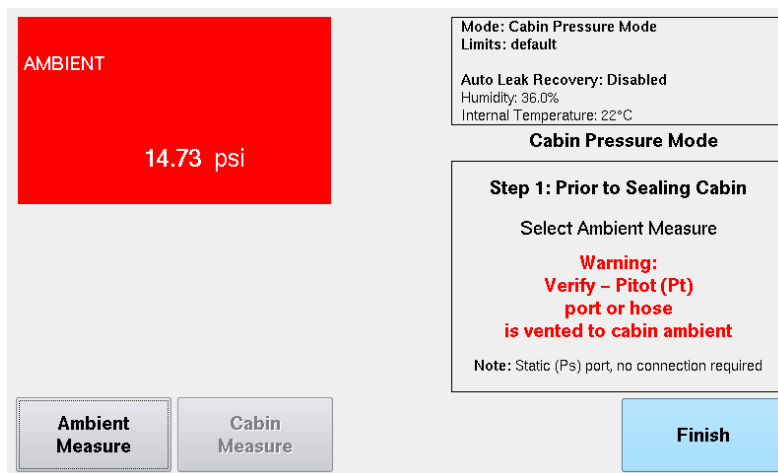 AMBIENT
14.73 psi
Mode: Cabin Pressure Mode
Limits: default
Auto Leak Recovery: Disabled
Humidity: 36.0%
Internal Temperature: 22°C
Cabin Pressure Mode
Step 1: Prior to Sealing Cabin
Select Ambient Measure
Warning:
Verify – Pitot (Pt)
port or hose
is vented to cabin ambient
Note: Static (Ps) port, no connection required
Ambient
Measure
Cabin
Measure
Finish